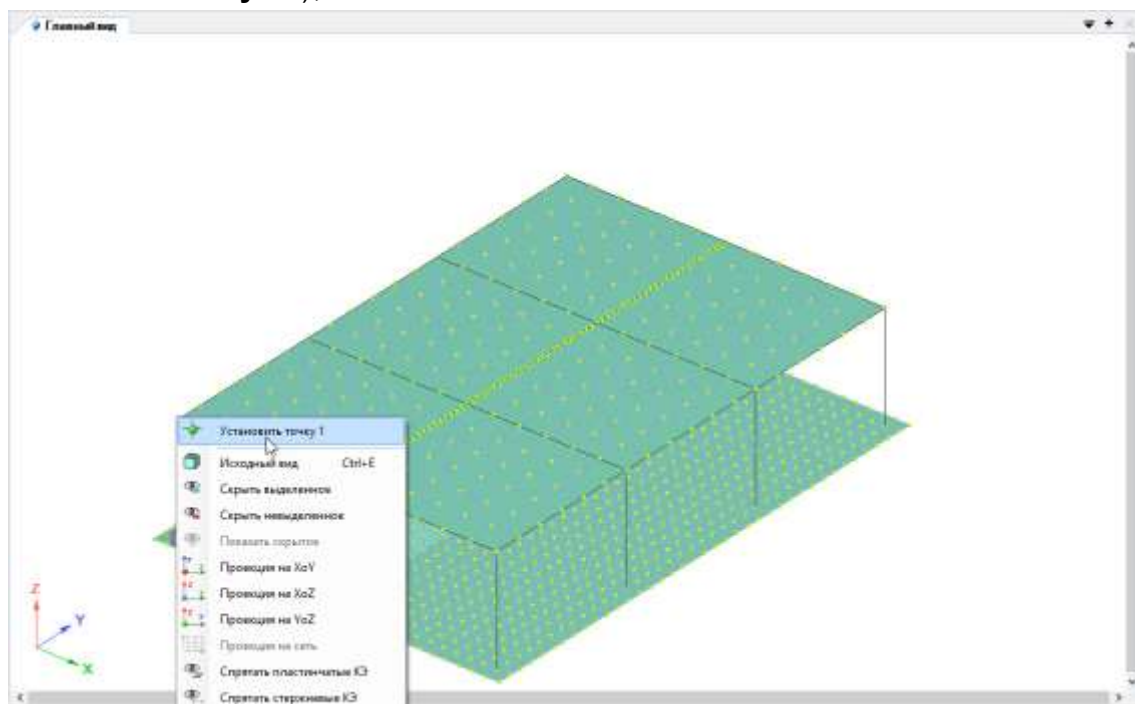 Главный вид
Установить точку 1
Исходный вид Ctrl+E
Скрыть выделенное
Скрыть невыделенное
Показать скрытое
Проекция на XoY
Проекция на XoZ
Проекция на YoZ
Проекция на сеть
Спрятать пластинчатые КЭ
Спрятать стержневые КЭ
Z
Y
X